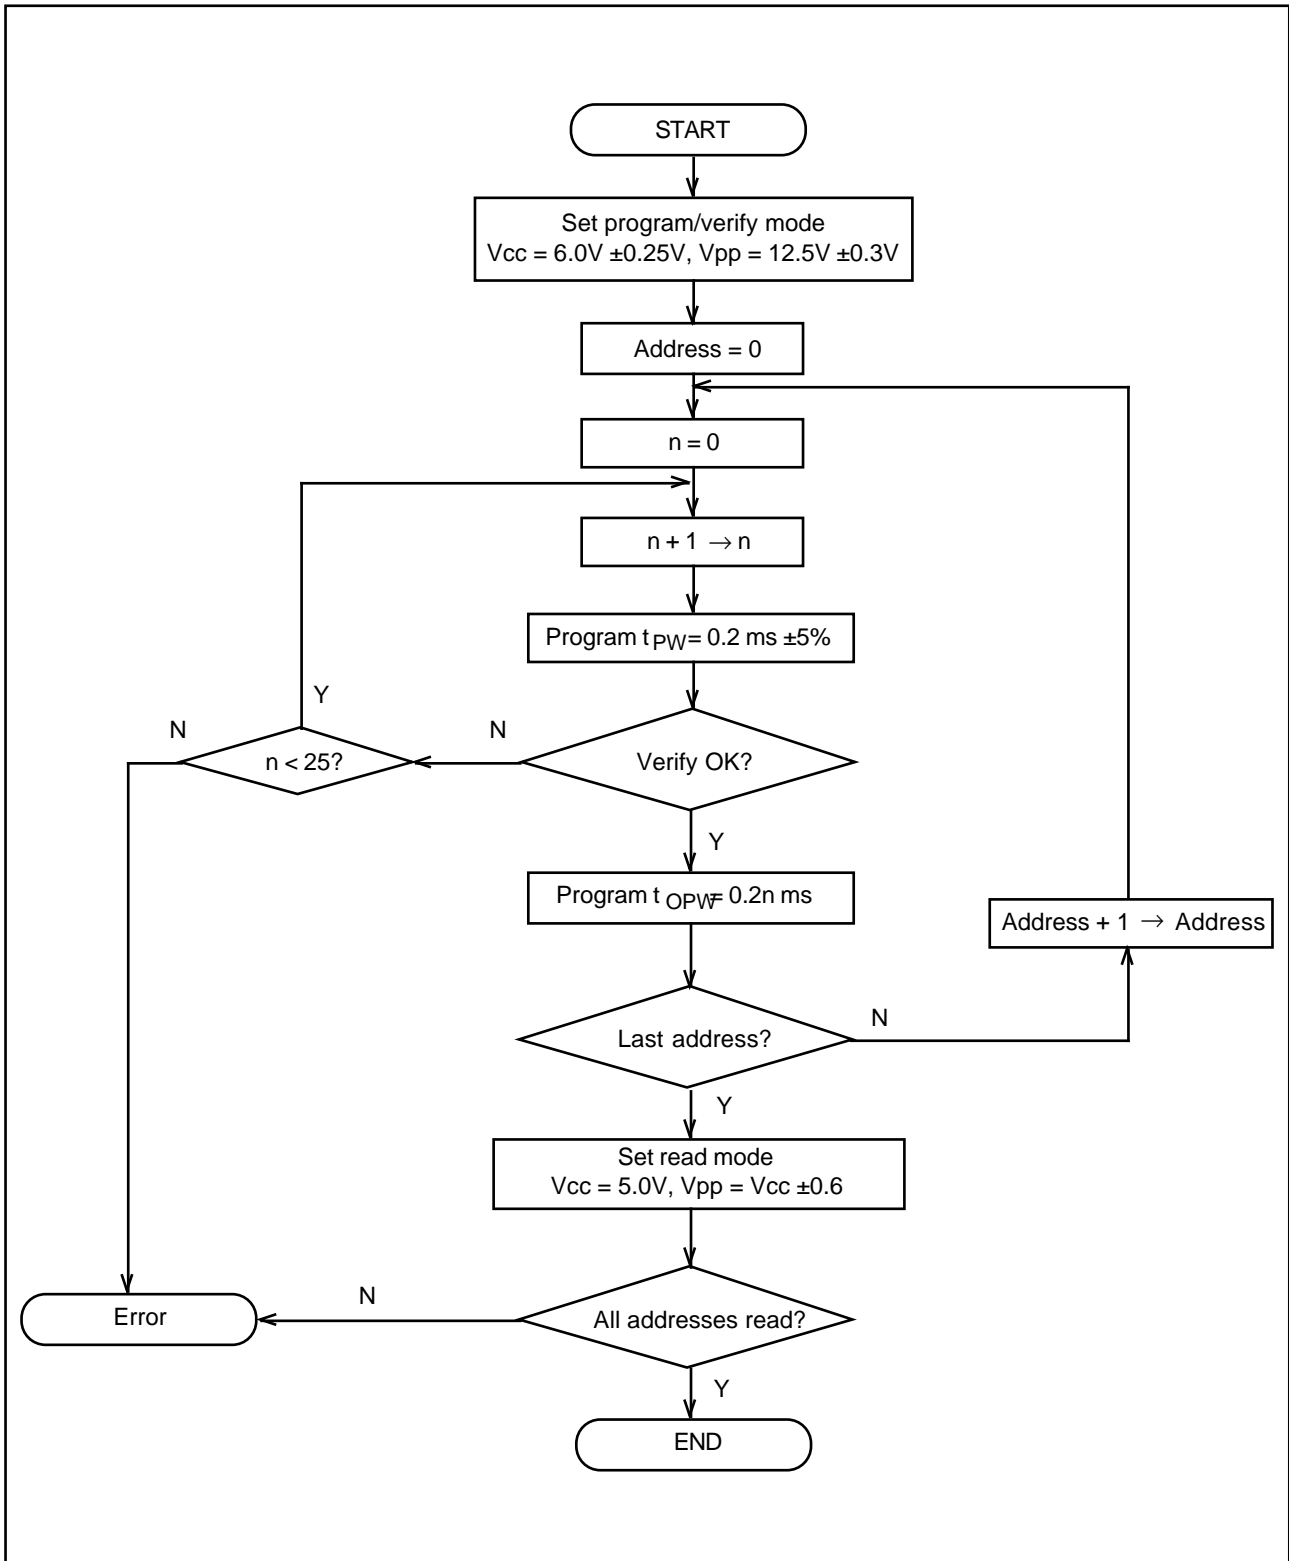 START
Set program/verify mode
Vcc = 6.0V ±0.25V, Vpp = 12.5V ±0.3V
Address = 0
n = 0
n + 1 → n
Program tPW= 0.2 ms ±5%
Y
N
n < 25?
N
Verify OK?
Y
Program tOPW= 0.2n ms
Address + 1 → Address
Last address?
N
Y
Set read mode
Vcc = 5.0V, Vpp = Vcc ±0.6
Error
N
All addresses read?
Y
END